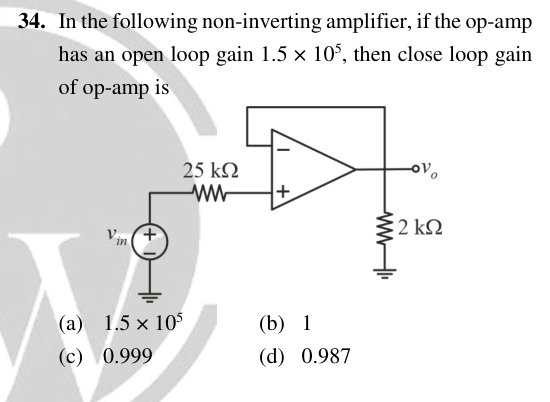 34. In the following non-inverting amplifier, if the op-amp
has an open loop gain 1.5 × 10⁵, then close loop gain
of op-amp is
25 kΩ
−
+
Vₒ
2 kΩ
Vᵢₙ
+
−
(a) 1.5 × 10⁵ (b) 1
(c) 0.999 (d) 0.987